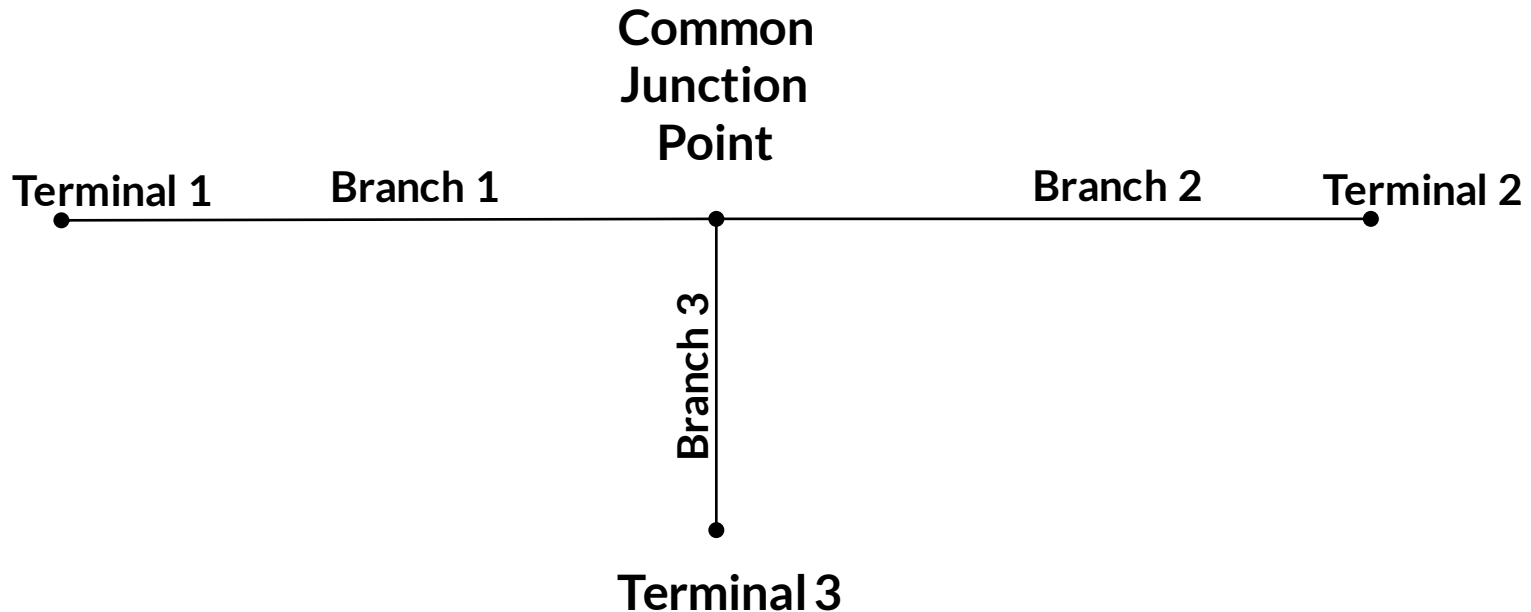 Common
Junction
Point
Terminal 1
Branch 1
Branch 2
Terminal 2
Branch 3
Terminal 3